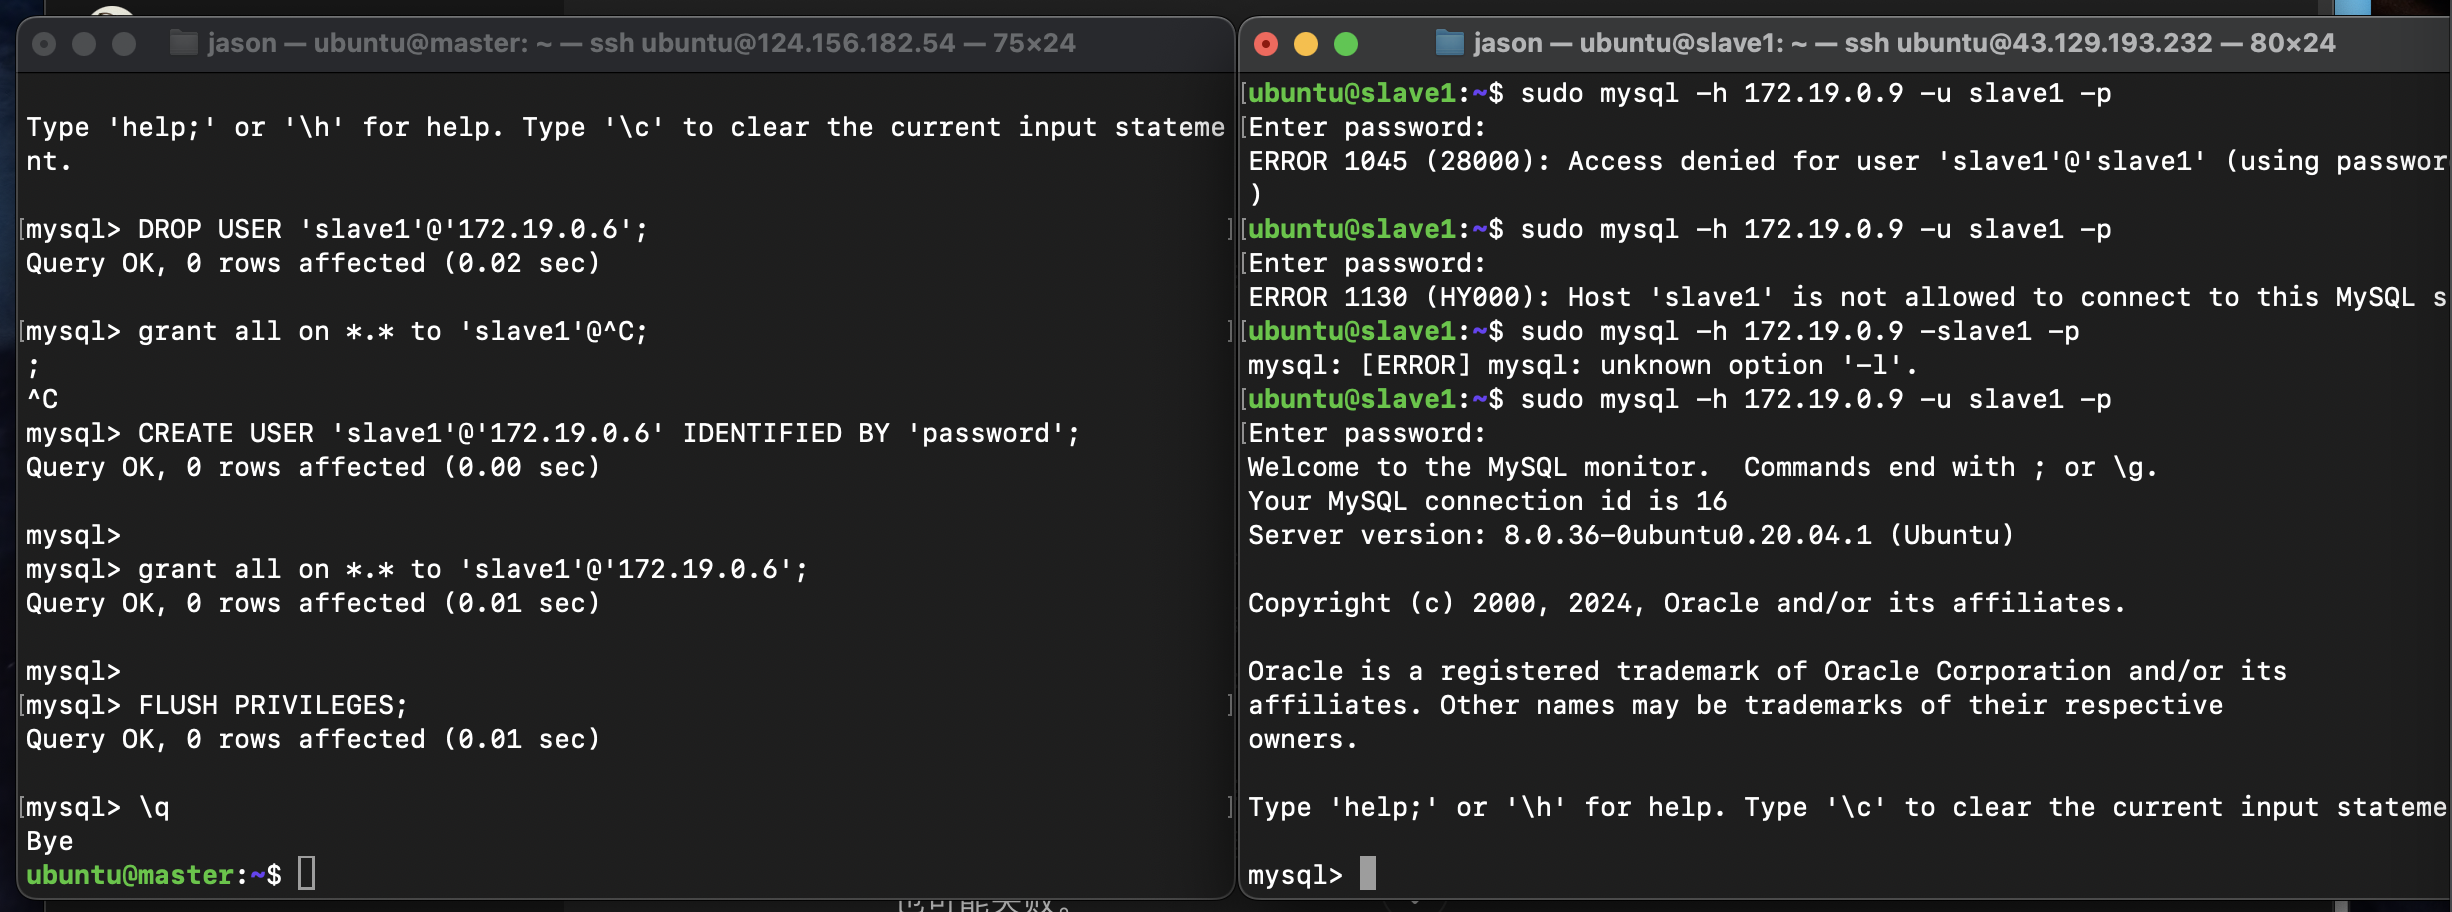 jason — ubuntu@master: ~ — ssh ubuntu@124.156.182.54 — 75×24
Type 'help;' or '\h' for help. Type '\c' to clear the current input stateme
nt.
[mysql> DROP USER 'slave1'@'172.19.0.6'; ]
Query OK, 0 rows affected (0.02 sec)
[mysql> grant all on *.* to 'slave1'@^C; ]
;
^C
mysql> CREATE USER 'slave1'@'172.19.0.6' IDENTIFIED BY 'password';
Query OK, 0 rows affected (0.00 sec)
mysql>
mysql> grant all on *.* to 'slave1'@'172.19.0.6';
Query OK, 0 rows affected (0.01 sec)
mysql>
[mysql> FLUSH PRIVILEGES; ]
Query OK, 0 rows affected (0.01 sec)
[mysql> \q ]
Bye
ubuntu@master:~$
jason — ubuntu@slave1: ~ — ssh ubuntu@43.129.193.232 — 80×24
[ubuntu@slave1:~$ sudo mysql -h 172.19.0.9 -u slave1 -p
[Enter password:
ERROR 1045 (28000): Access denied for user 'slave1'@'slave1' (using passwor
)
[ubuntu@slave1:~$ sudo mysql -h 172.19.0.9 -u slave1 -p
[Enter password:
ERROR 1130 (HY000): Host 'slave1' is not allowed to connect to this MySQL s
[ubuntu@slave1:~$ sudo mysql -h 172.19.0.9 -slave1 -p
mysql: [ERROR] mysql: unknown option '-l'.
[ubuntu@slave1:~$ sudo mysql -h 172.19.0.9 -u slave1 -p
[Enter password:
Welcome to the MySQL monitor.  Commands end with ; or \g.
Your MySQL connection id is 16
Server version: 8.0.36-0ubuntu0.20.04.1 (Ubuntu)
Copyright (c) 2000, 2024, Oracle and/or its affiliates.
Oracle is a registered trademark of Oracle Corporation and/or its
affiliates. Other names may be trademarks of their respective
owners.
Type 'help;' or '\h' for help. Type '\c' to clear the current input stateme
mysql>